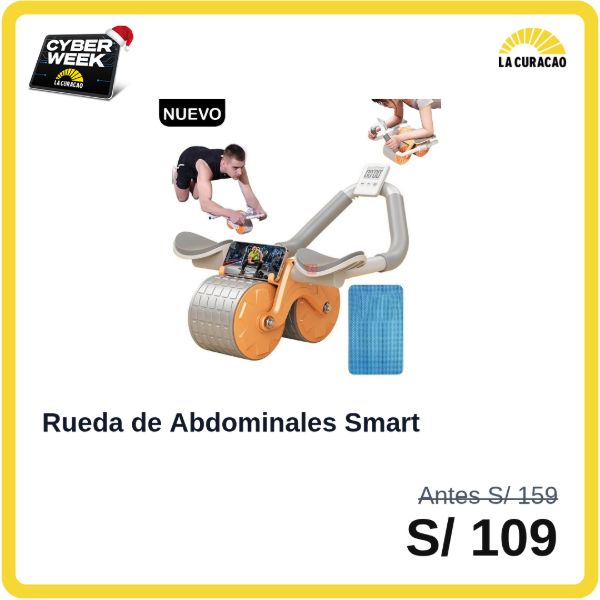 CYBER
WEEK
LA CURACAO
LA CURACAO
NUEVO
Rueda de Abdominales Smart
Antes S/ 159
S/ 109